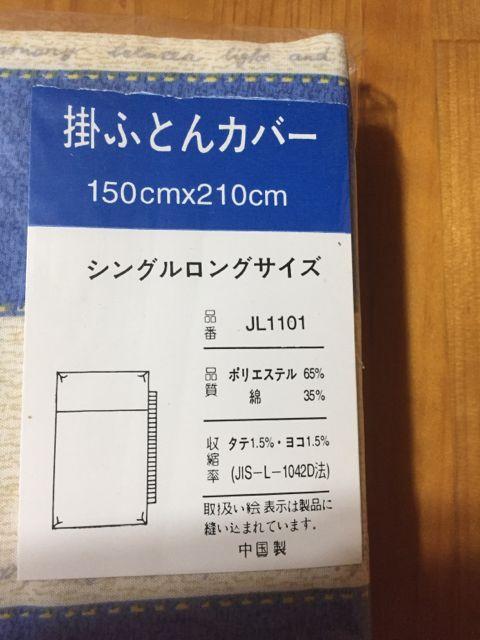 light and
掛ふとんカバー
150cmx210cm
シングルロングサイズ
品番 JL1101
品質 ポリエステル 65%
綿 35%
収縮率 タテ1.5%・ヨコ1.5%
(JIS-L-1042D法)
取扱い絵表示は製品に
縫い込まれています。
中国製